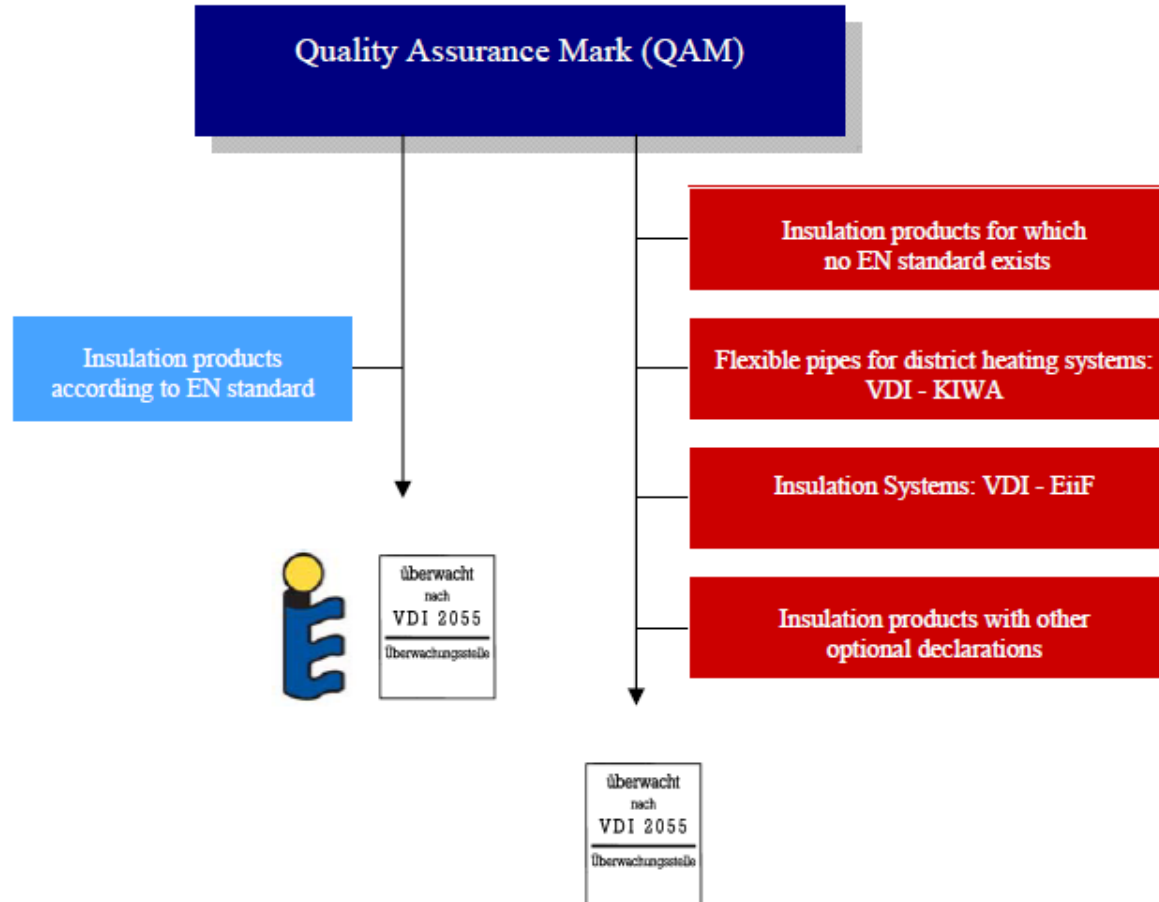 Quality Assurance Mark (QAM)
Insulation products for which
no EN standard exists
Insulation products
according to EN standard
Flexible pipes for district heating systems:
VDI - KIWA
Insulation Systems: VDI - EiiF
Insulation products with other
optional declarations
überwacht
nach
VDI 2055
Überwachungsstelle
überwacht
nach
VDI 2055
Überwachungsstelle